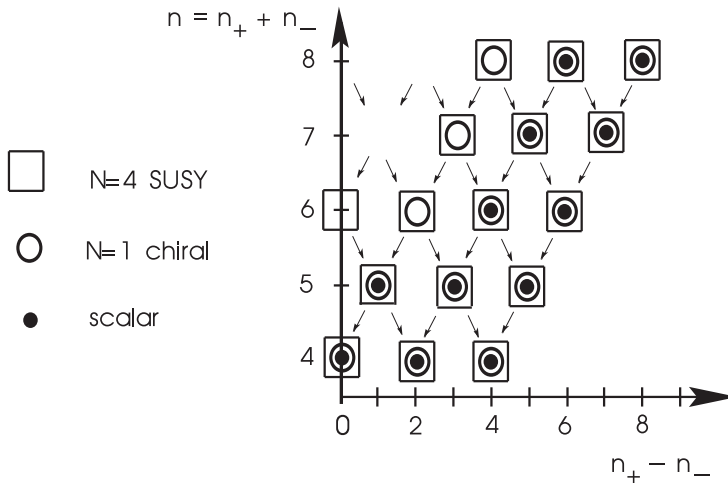 n = n₊ + n₋
8
7
6
5
4
N=4 SUSY
N=1 chiral
scalar
0 2 4 6 8
n₊ − n₋